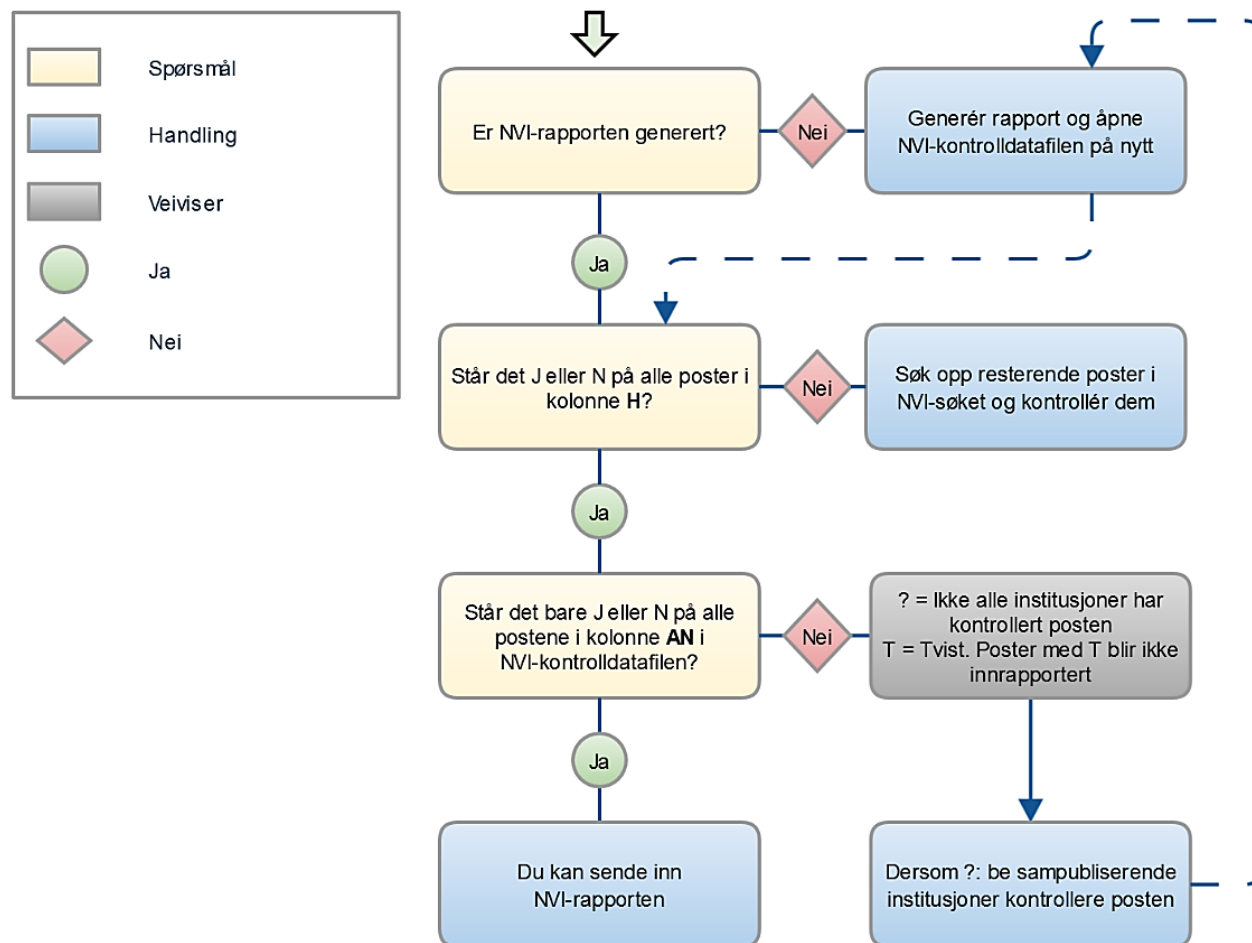 Spørsmål
Handling
Veiviser
Ja
Nei
Er NVI-rapporten generert?
Nei
Generér rapport og åpne
NVI-kontrolldatafilen på nytt
Ja
Står det J eller N på alle poster i
kolonne H?
Nei
Søk opp resterende poster i
NVI-søket og kontrollér dem
Ja
Står det bare J eller N på alle
postene i kolonne AN i
NVI-kontrolldatafilen?
Nei
? = Ikke alle institusjoner har
kontrollert posten
T = Tvist. Poster med T blir ikke
innrapportert
Ja
Du kan sende inn
NVI-rapporten
Dersom ?: be sampubliserende
institusjoner kontrollere posten